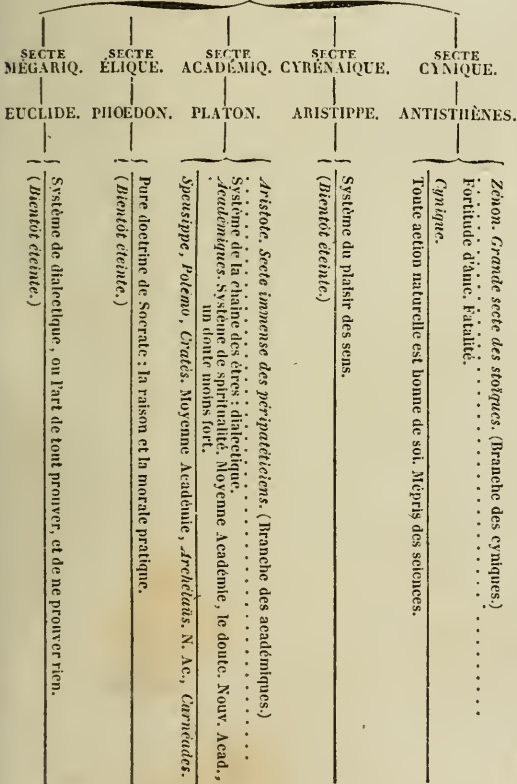 SECTE MÉGARIQ.
SECTE ÉLIQUE.
SECTE ACADÉMIQ.
SECTE CYRÉNAIQUE.
SECTE CYNIQUE.
EUCLIDE.
PHOEDON.
PLATON.
ARISTIPPE.
ANTISTHÈNES.
Système de dialectique, ou l'art de tout prouver, et de ne prouver rien.
(Bientôt éteinte.)
Pure doctrine de Socrate : la raison et la morale pratique.
(Bientôt éteinte.)
Aristote. Secte immense des péripatéticiens. (Branche des académiques.)
Système de la chaîne des êtres : dialectique.
Académiques. Système de spiritualité. Moyenne Académie, le doute. Nouv. Acad.,
un doute moins fort.
Speusippe, Polémo, Cratès. Moyenne Académie, Archélaüs. N. Ac., Carnéades.
Système du plaisir des sens.
(Bientôt éteinte.)
Zénon. Grande secte des stoïques. (Branche des cyniques.)
Fortitude d'âme. Fatalité.
Cynique.
Toute action naturelle est bonne de soi. Mépris des sciences.